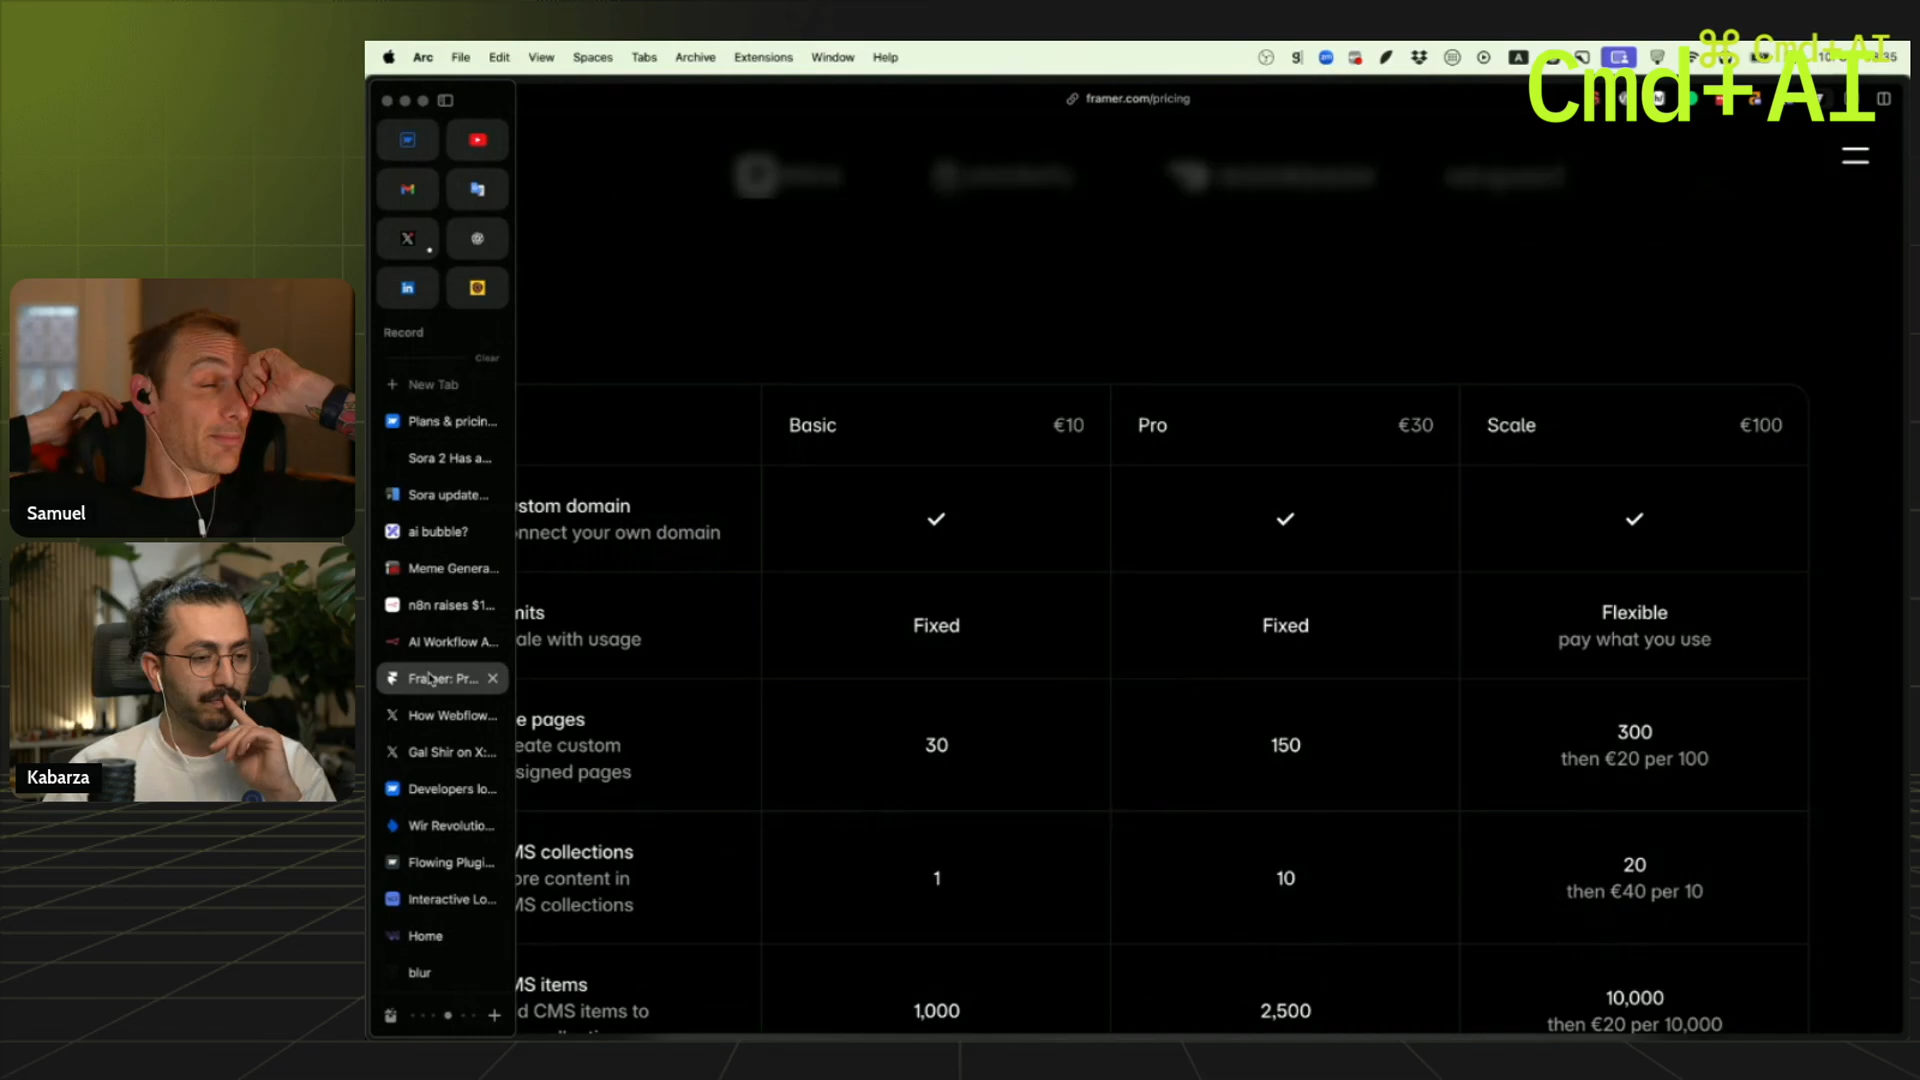 Arc File Edit View Spaces Tabs Archive Extensions Window Help
Cmd+AI
Cmd+AI
framer.com/pricing
Record
Clear
New Tab
Plans & pricin...
Sora 2 Has a...
Sora update...
ai bubble?
Meme Genera...
n8n raises $1...
AI Workflow A...
Framer: Pr...
How Webflow...
Gal Shir on X:...
Developers lo...
Wir Revolutio...
Flowing Plugi...
Interactive Lo...
Home
blur
Basic €10 Pro €30 Scale €100
stom domain
nnect your own domain
nits
ale with usage
Fixed Fixed Flexible
pay what you use
e pages
eate custom
signed pages
30 150 300
then €20 per 100
MS collections
ore content in
MS collections
1 10 20
then €40 per 10
MS items
d CMS items to
1,000 2,500 10,000
then €20 per 10,000
Samuel
Kabarza